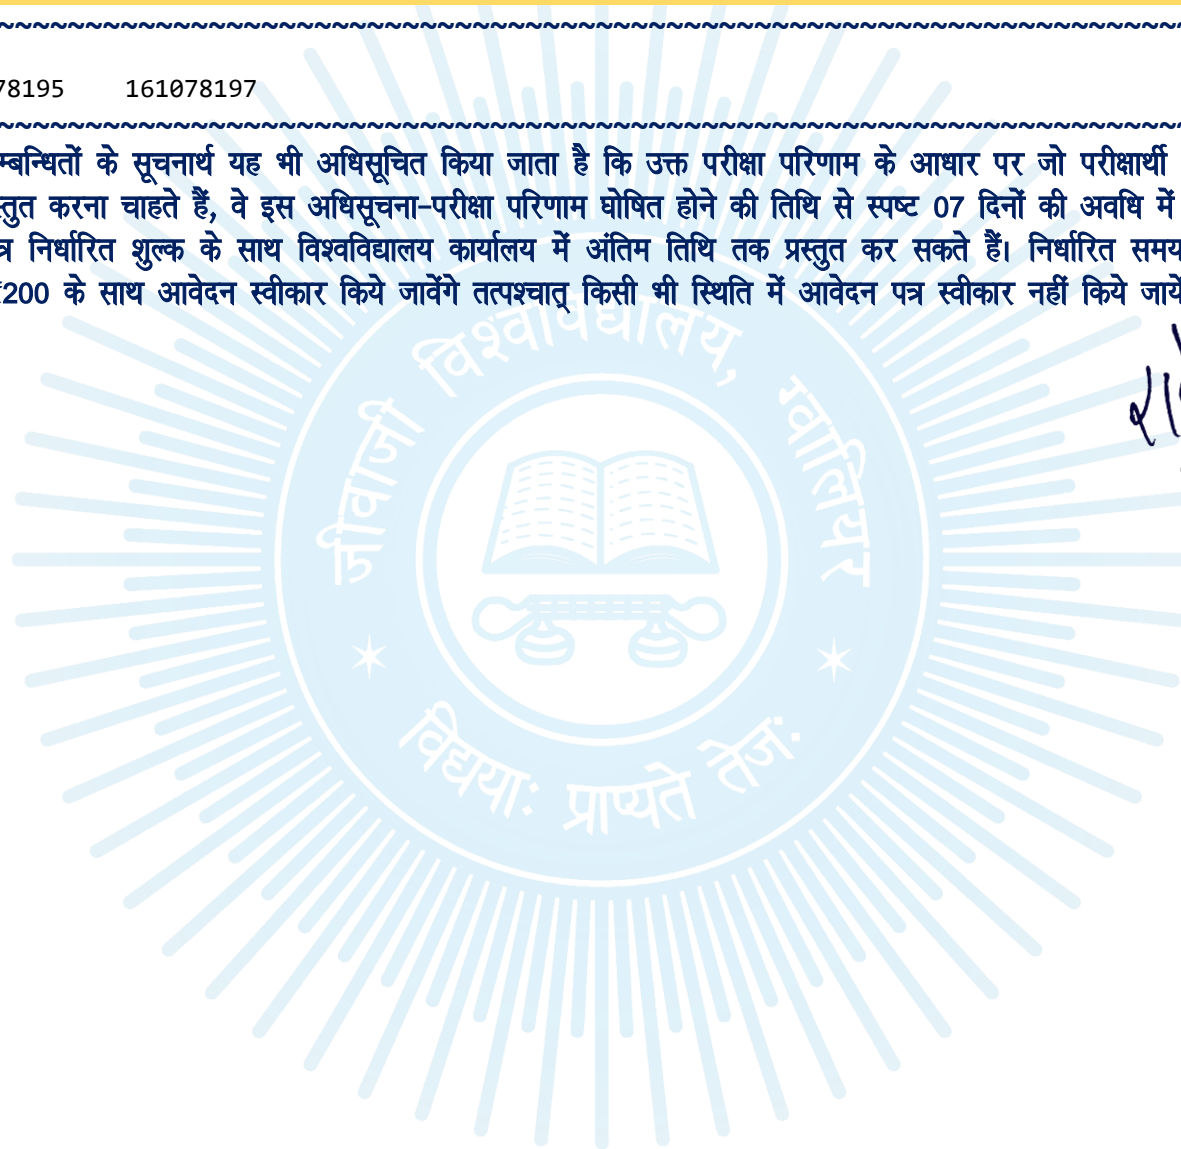 78195 161078197
म्बन्धितों के सूचनार्थ यह भी अधिसूचित किया जाता है कि उक्त परीक्षा परिणाम के आधार पर जो परीक्षार्थी
स्तुत करना चाहते हैं, वे इस अधिसूचना-परीक्षा परिणाम घोषित होने की तिथि से स्पष्ट 07 दिनों की अवधि में
त्र निर्धारित शुल्क के साथ विश्वविद्यालय कार्यालय में अंतिम तिथि तक प्रस्तुत कर सकते हैं। निर्धारित समय
₹200 के साथ आवेदन स्वीकार किये जावेंगे तत्पश्चात् किसी भी स्थिति में आवेदन पत्र स्वीकार नहीं किये जाये
जीवाजी विश्वविद्यालय, ग्वालियर
विद्यया: प्राप्यते तेज: